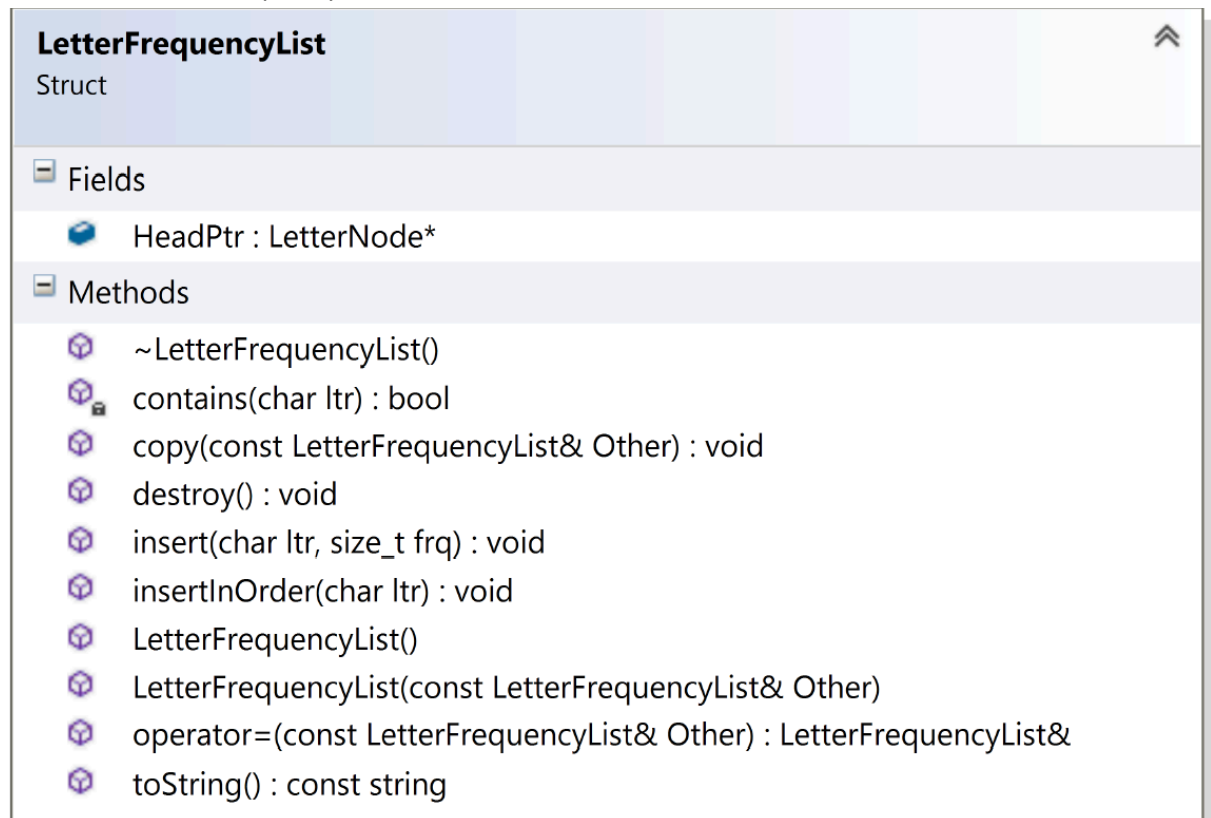 LetterFrequencyList
Struct
Fields
HeadPtr : LetterNode*
Methods
~LetterFrequencyList()
contains(char ltr) : bool
copy(const LetterFrequencyList& Other) : void
destroy() : void
insert(char ltr, size_t frq) : void
insertInOrder(char ltr) : void
LetterFrequencyList()
LetterFrequencyList(const LetterFrequencyList& Other)
operator=(const LetterFrequencyList& Other) : LetterFrequencyList&
toString() : const string